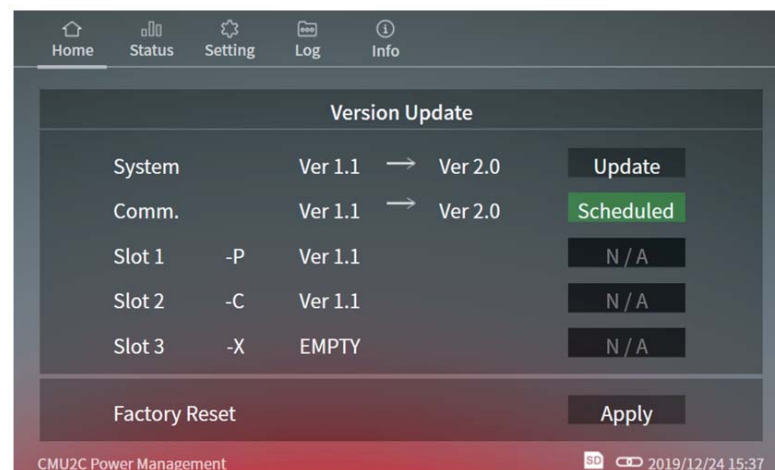 Home Status Setting Log Info
Version Update
System Ver 1.1 → Ver 2.0 Update
Comm. Ver 1.1 → Ver 2.0 Scheduled
Slot 1 -P Ver 1.1 N / A
Slot 2 -C Ver 1.1 N / A
Slot 3 -X EMPTY N / A
Factory Reset Apply
CMU2C Power Management SD 2019/12/24 15:37